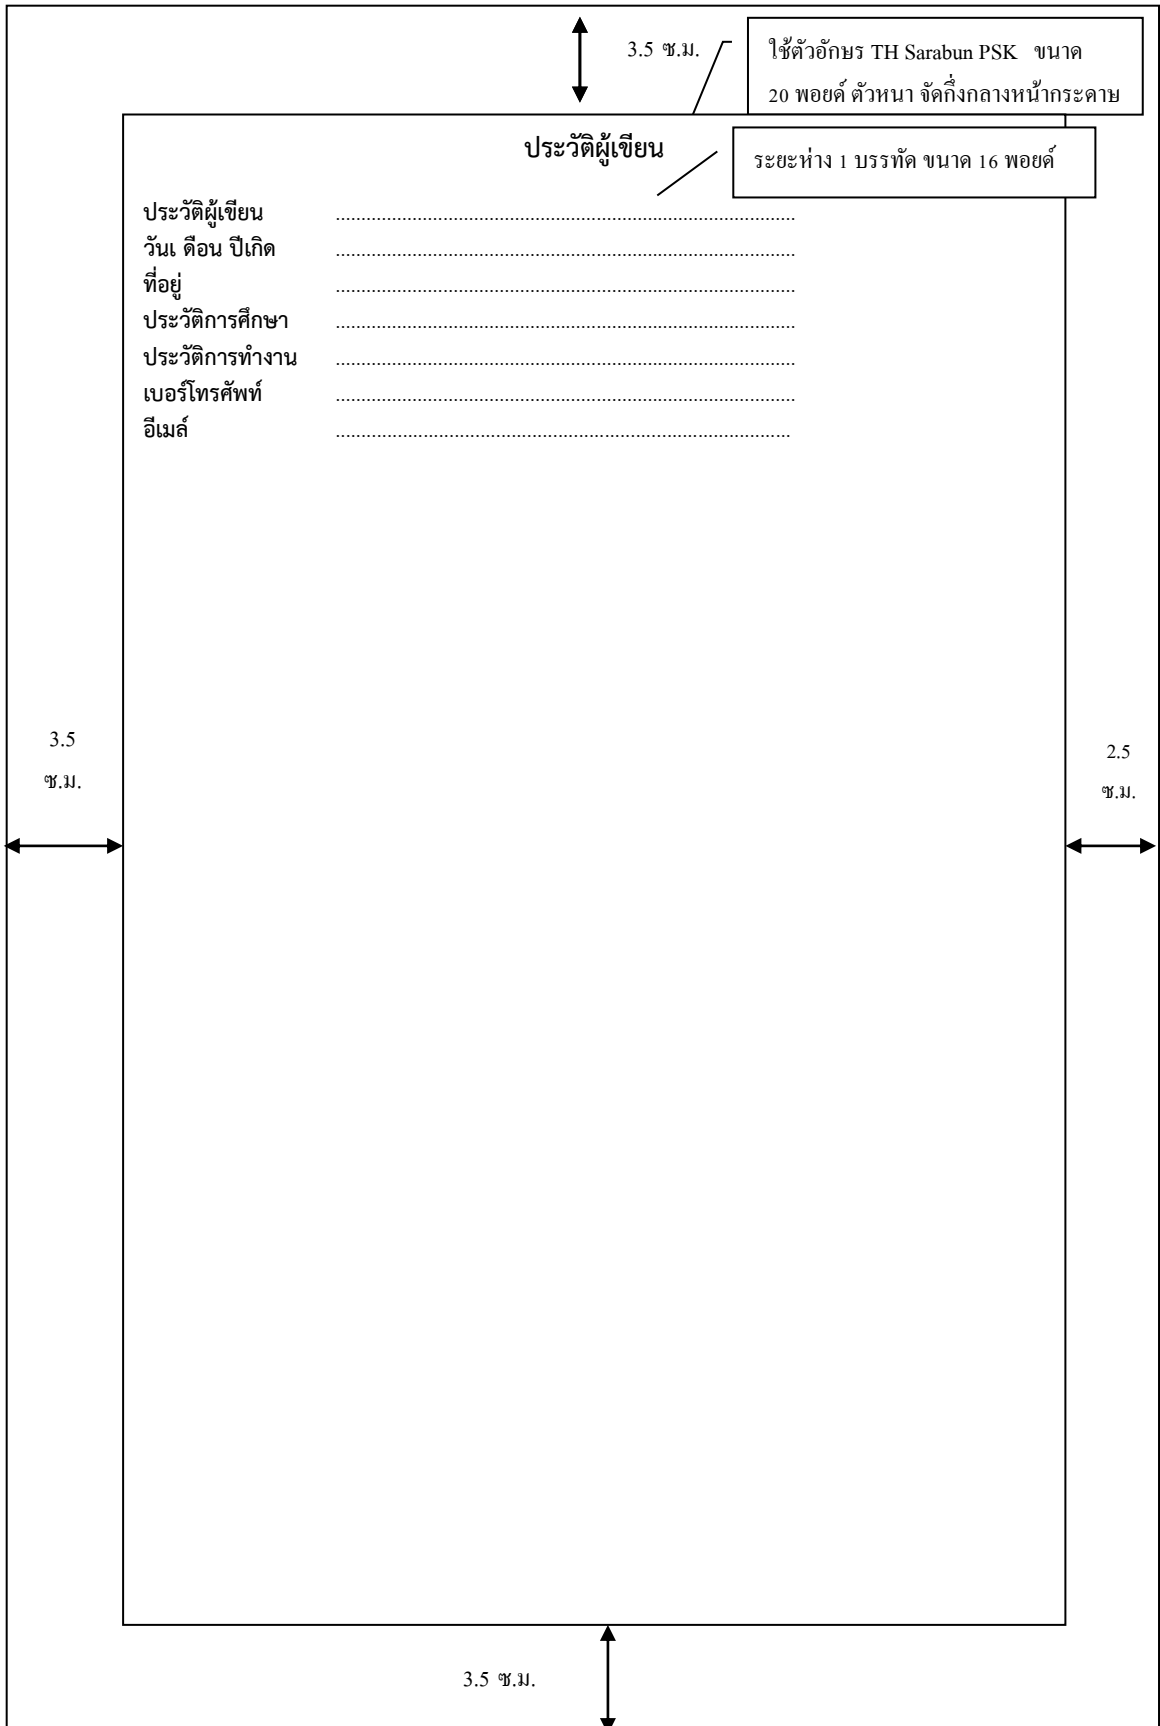 3.5 ซ.ม.
ใช้ตัวอักษร TH Sarabun PSK ขนาด
20 พอยต์ ตัวหนา จัดกึ่งกลางหน้ากระดาษ
ประวัติผู้เขียน
ระยะห่าง 1 บรรทัด ขนาด 16 พอยต์
ประวัติผู้เขียน ..........................................................................................
วันเ ดือน ปีเกิด ..........................................................................................
ที่อยู่ ..........................................................................................
ประวัติการศึกษา ..........................................................................................
ประวัติการทำงาน ..........................................................................................
เบอร์โทรศัพท์ ..........................................................................................
อีเมล์ .........................................................................................
3.5
ซ.ม.
2.5
ซ.ม.
3.5 ซ.ม.